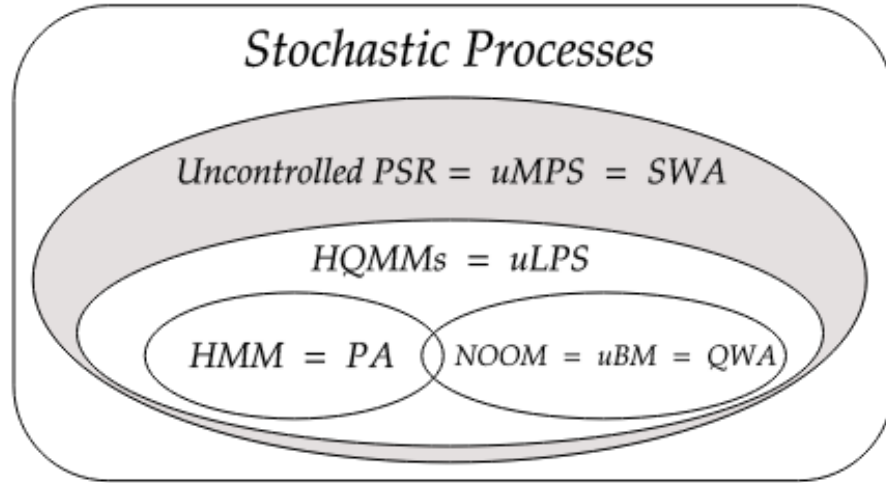 Stochastic Processes
Uncontrolled PSR = uMPS = SWA
HQMMs = uLPS
HMM = PA
NOOM = uBM = QWA